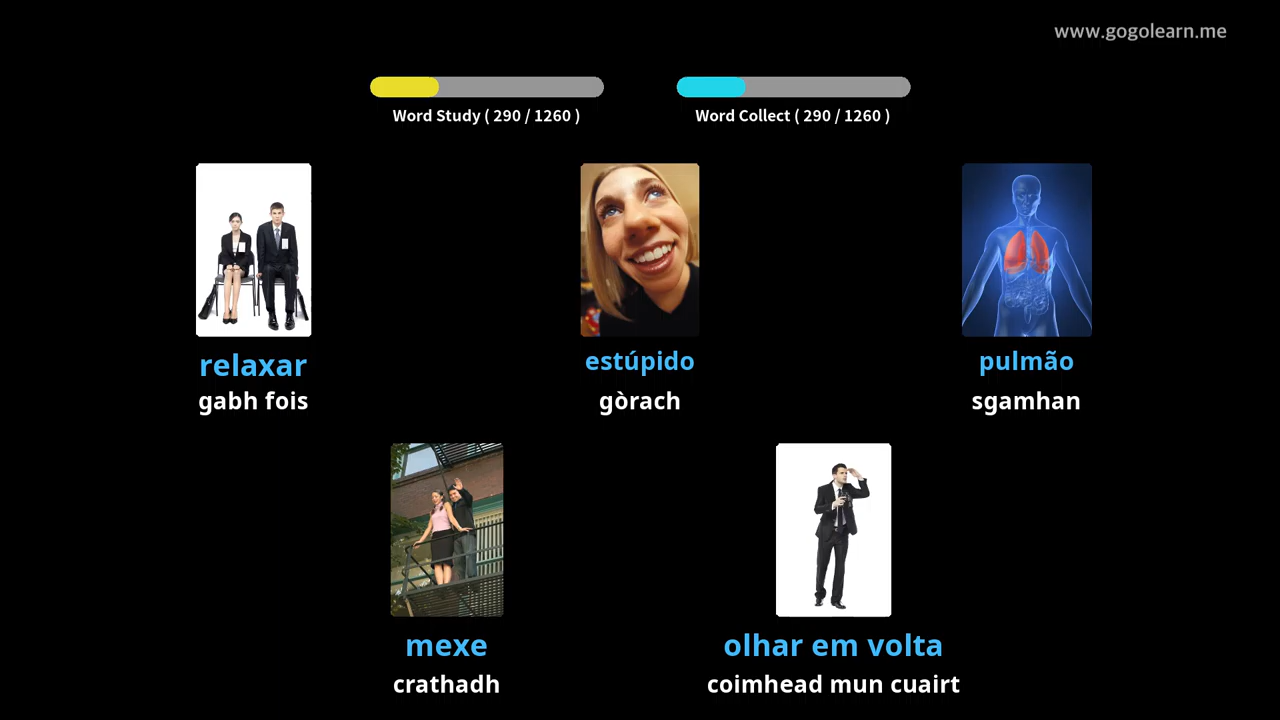 www.gogolearn.me
Word Study ( 290 / 1260 )
Word Collect ( 290 / 1260 )
relaxar
gabh fois
estúpido
gòrach
pulmão
sgamhan
mexe
crathadh
olhar em volta
coimhead mun cuairt